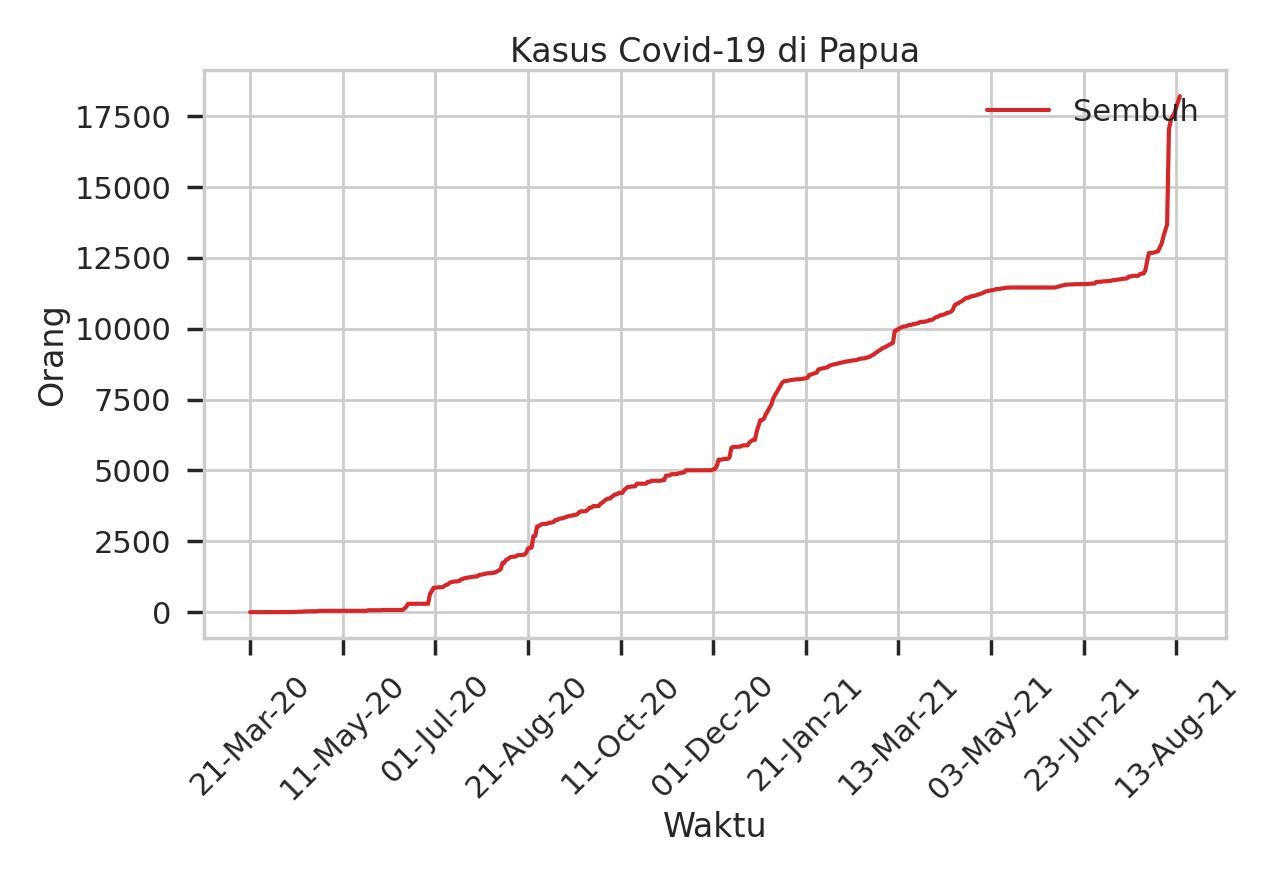 Kasus Covid-19 di Papua
Sembuh
17500
15000
12500
10000
7500
5000
2500
0
Orang
21-Mar-20
11-May-20
01-Jul-20
21-Aug-20
11-Oct-20
01-Dec-20
21-Jan-21
13-Mar-21
03-May-21
23-Jun-21
13-Aug-21
Waktu